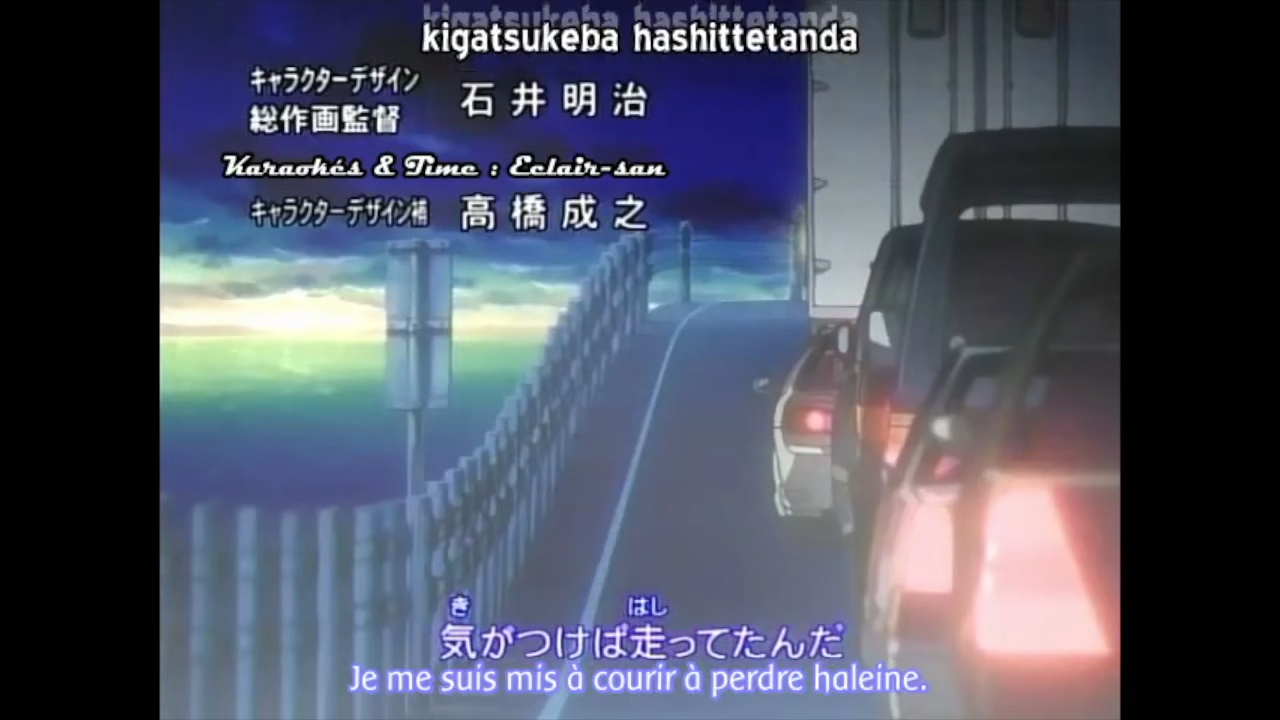 kigatsukeba hashittetanda
キャラクターデザイン
総作画監督
石井明治
Karaokés & Time : Eclair-san
キャラクターデザイン補 高橋成之
き はし
気がつけば走ってたんだ
Je me suis mis à courir à perdre haleine.